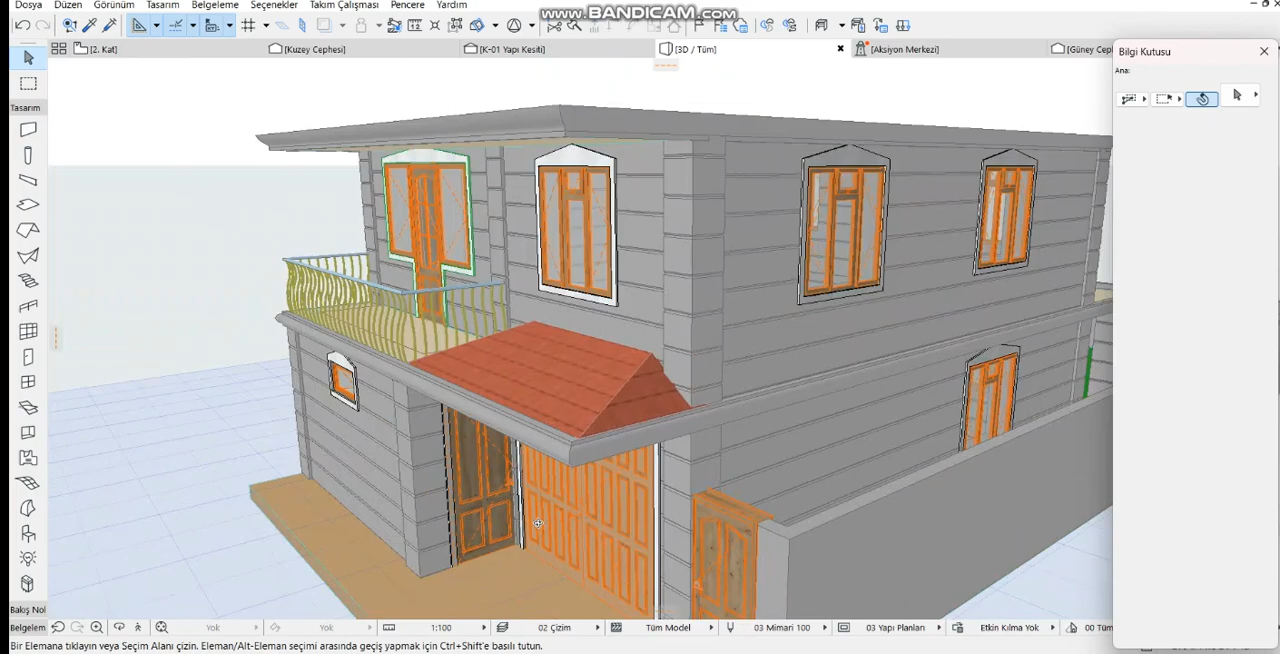 Dosya Düzen Görünüm Tasarım Belgeleme Seçenekler Takım Çalışması Pencere Yardım
www.BANDICAM.com
[2. Kat] [Kuzey Cephesi] [K-01 Yapı Kesiti] [3D / Tüm] [Aksiyon Merkezi] [Güney Cepl
Bilgi Kutusu
Ana:
Tasarım
Bakış Nol
Belgelem
Yok Yok 1:100 02 Çizim Tüm Model 03 Mimari 100 03 Yapı Planları Etkin Kılma Yok 00 Tüm
Bir Elemana tıklayın veya Seçim Alanı çizin. Eleman/Alt-Eleman seçimi arasında geçiş yapmak için Ctrl+Shift'e basılı tutun.